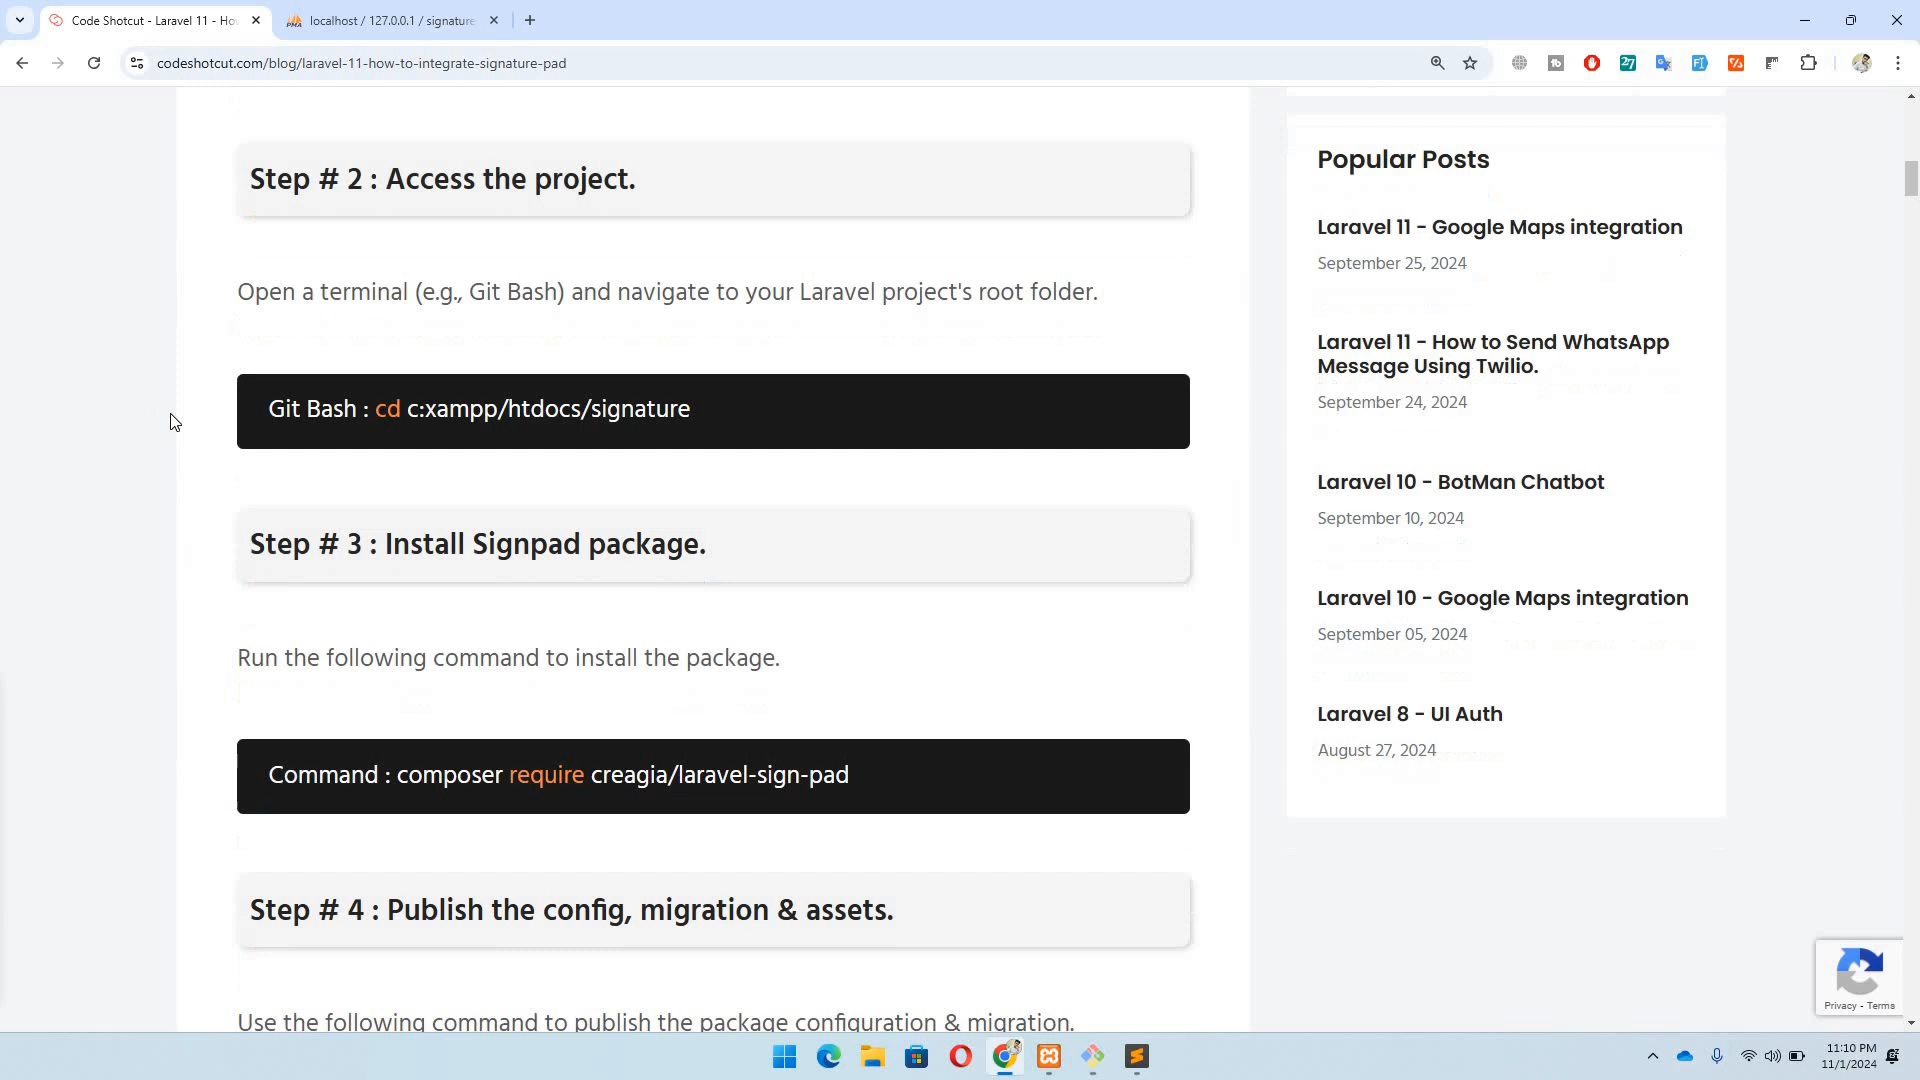 Code Shotcut - Laravel 11 - Ho
localhost / 127.0.0.1 / signature
codeshotcut.com/blog/laravel-11-how-to-integrate-signature-pad
Step # 2 : Access the project.
Open a terminal (e.g., Git Bash) and navigate to your Laravel project's root folder.
Git Bash : cd c:xampp/htdocs/signature
Step # 3 : Install Signpad package.
Run the following command to install the package.
Command : composer require creagia/laravel-sign-pad
Step # 4 : Publish the config, migration & assets.
Use the following command to publish the package configuration & migration.
Popular Posts
Laravel 11 - Google Maps integration
September 25, 2024
Laravel 11 - How to Send WhatsApp
Message Using Twilio.
September 24, 2024
Laravel 10 - BotMan Chatbot
September 10, 2024
Laravel 10 - Google Maps integration
September 05, 2024
Laravel 8 - UI Auth
August 27, 2024
Privacy - Terms
11:10 PM
11/1/2024